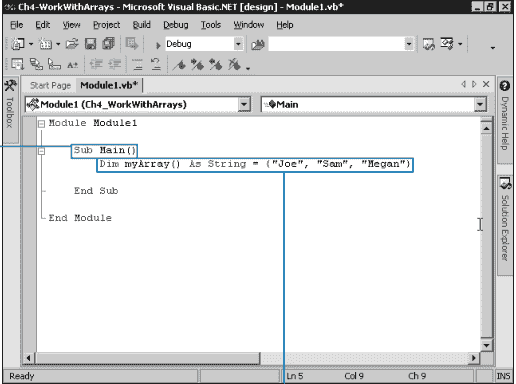 Ch4-WorkWithArrays - Microsoft Visual Basic.NET [design] - Module1.vb*
File Edit View Project Build Debug Tools Window Help
Debug
Toolbox
Start Page Module1.vb*
Module1 (Ch4_WorkWithArrays) Main
Module Module1
Sub Main()
Dim myArray() As String = {"Joe", "Sam", "Megan"}
End Sub
End Module
Dynamic Help
Solution Explorer
Ready Ln 5 Col 9 Ch 9 INS